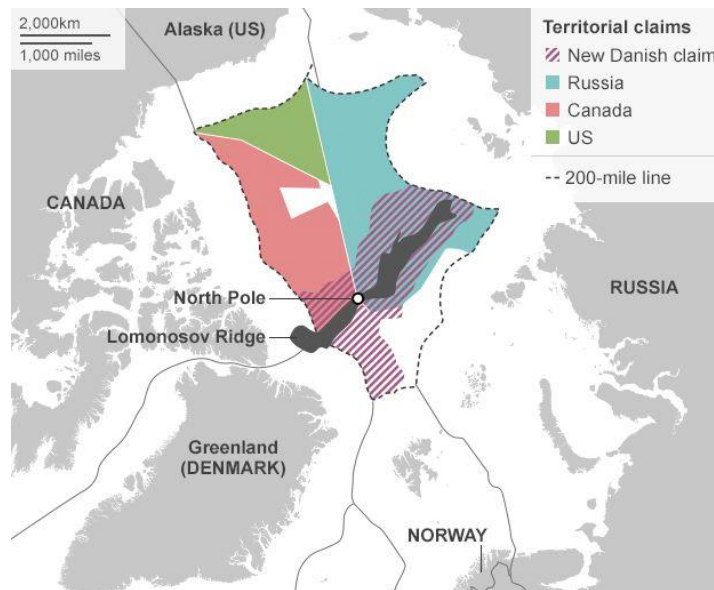 2,000km
1,000 miles
Alaska (US)
Territorial claims
New Danish claim
Russia
Canada
US
200-mile line
CANADA
North Pole
RUSSIA
Lomonosov Ridge
Greenland
(DENMARK)
NORWAY